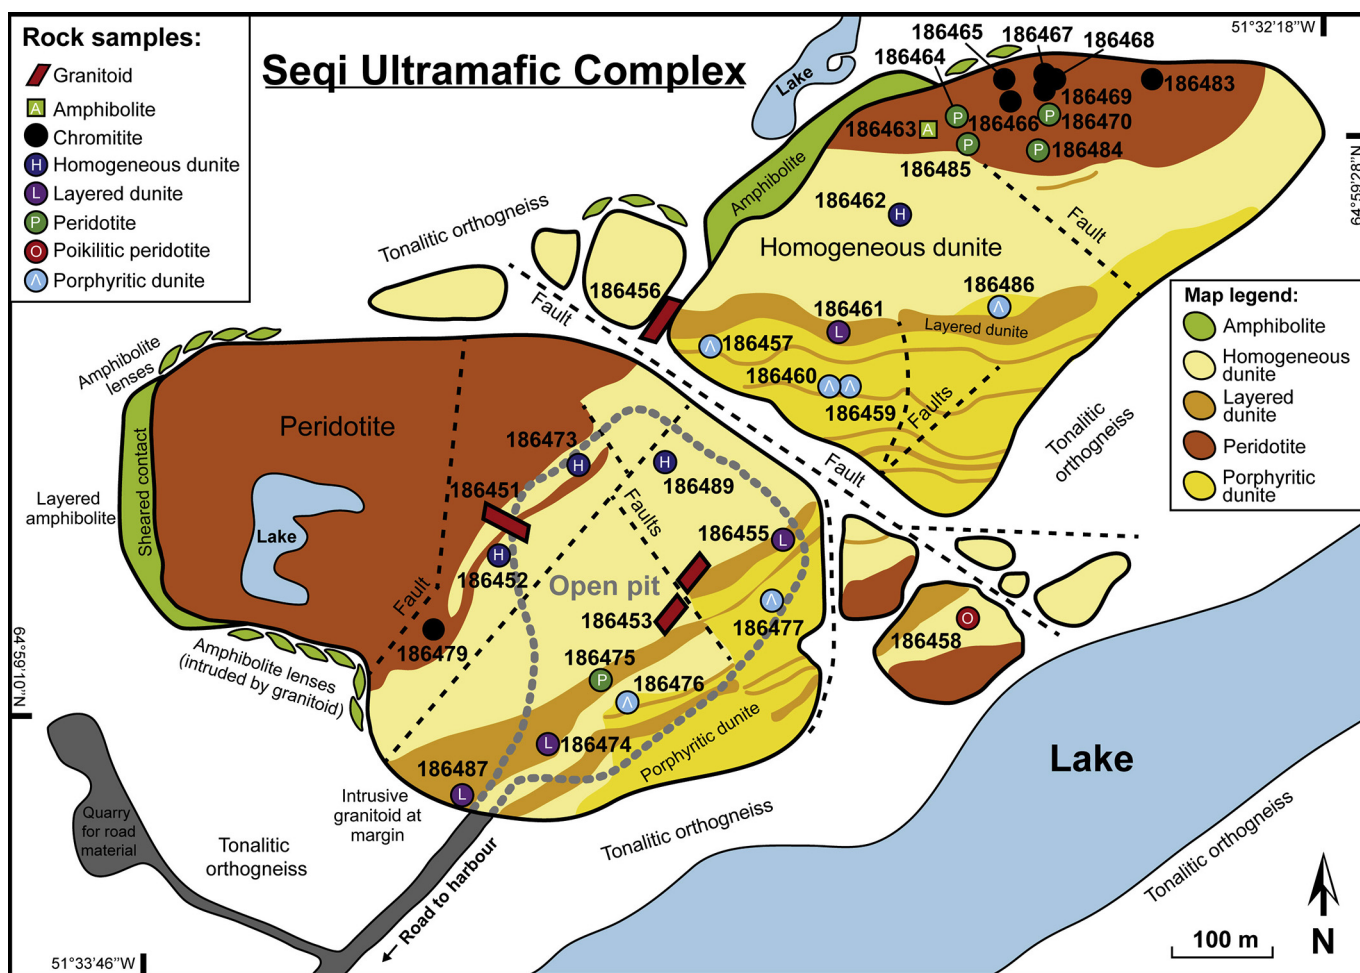 Rock samples:
Granitoid
A Amphibolite
Chromitite
H Homogeneous dunite
L Layered dunite
P Peridotite
O Poikilitic peridotite
Λ Porphyritic dunite
Seqi Ultramafic Complex
51°32'18"W
64°59'28"N
Lake
186465
186467
186468
186464
186483
186469
186463
A
P
186466
P
186470
186485
P
P
186484
Amphibolite
186462
H
Fault
Tonalitic orthogneiss
Homogeneous dunite
186456
Fault
186486
Λ
186461
L
Layered dunite
Λ
186457
186460
Λ
Λ
186459
Faults
Tonalitic
orthogneiss
Map legend:
Amphibolite
Homogeneous
dunite
Layered
dunite
Peridotite
Porphyritic
dunite
Amphibolite
lenses
Peridotite
186473
H
H
186489
Fault
186451
Layered
amphibolite
Sheared contact
Lake
Faults
186455
L
H
186452
Open pit
Fault
186453
Λ
186477
186479
186458
O
64°59'10"N
Amphibolite lenses
(intruded by granitoid)
186475
P
186476
Λ
Porphyritic dunite
L
186474
186487
L
Lake
Intrusive
granitoid at
margin
Quarry
for road
material
Tonalitic
orthogneiss
Tonalitic orthogneiss
Tonalitic orthogneiss
Road to harbour
100 m
N
51°33'46"W